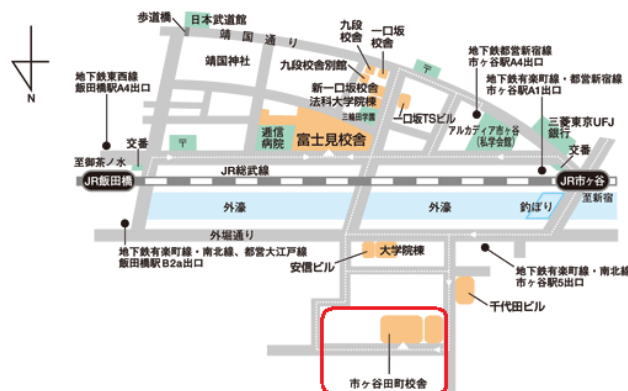 歩道橋
日本武道館
靖国通り
九段
校舎
一口坂
校舎
地下鉄都営新宿線
市ヶ谷駅A4出口
地下鉄東西線
飯田橋駅A4出口
靖国神社
九段校舎別館
〒
地下鉄有楽町線・都営新宿線
市ヶ谷駅A1出口
新一口坂校舎
法科大学院棟
三輪田学園
一口坂TSビル
N
三菱東京UFJ
銀行
交番
〒
逓信
病院
富士見校舎
アルカディア市ヶ谷
(私学会館)
交番
至御茶ノ水
JR総武線
JR飯田橋
JR市ヶ谷
至新宿
外濠
外濠
釣ぼり
外堀通り
地下鉄有楽町線・南北線、都営大江戸線
飯田橋駅B2a出口
安信ビル
大学院棟
地下鉄有楽町線・南北線
市ヶ谷駅5出口
千代田ビル
市ヶ谷田町校舎